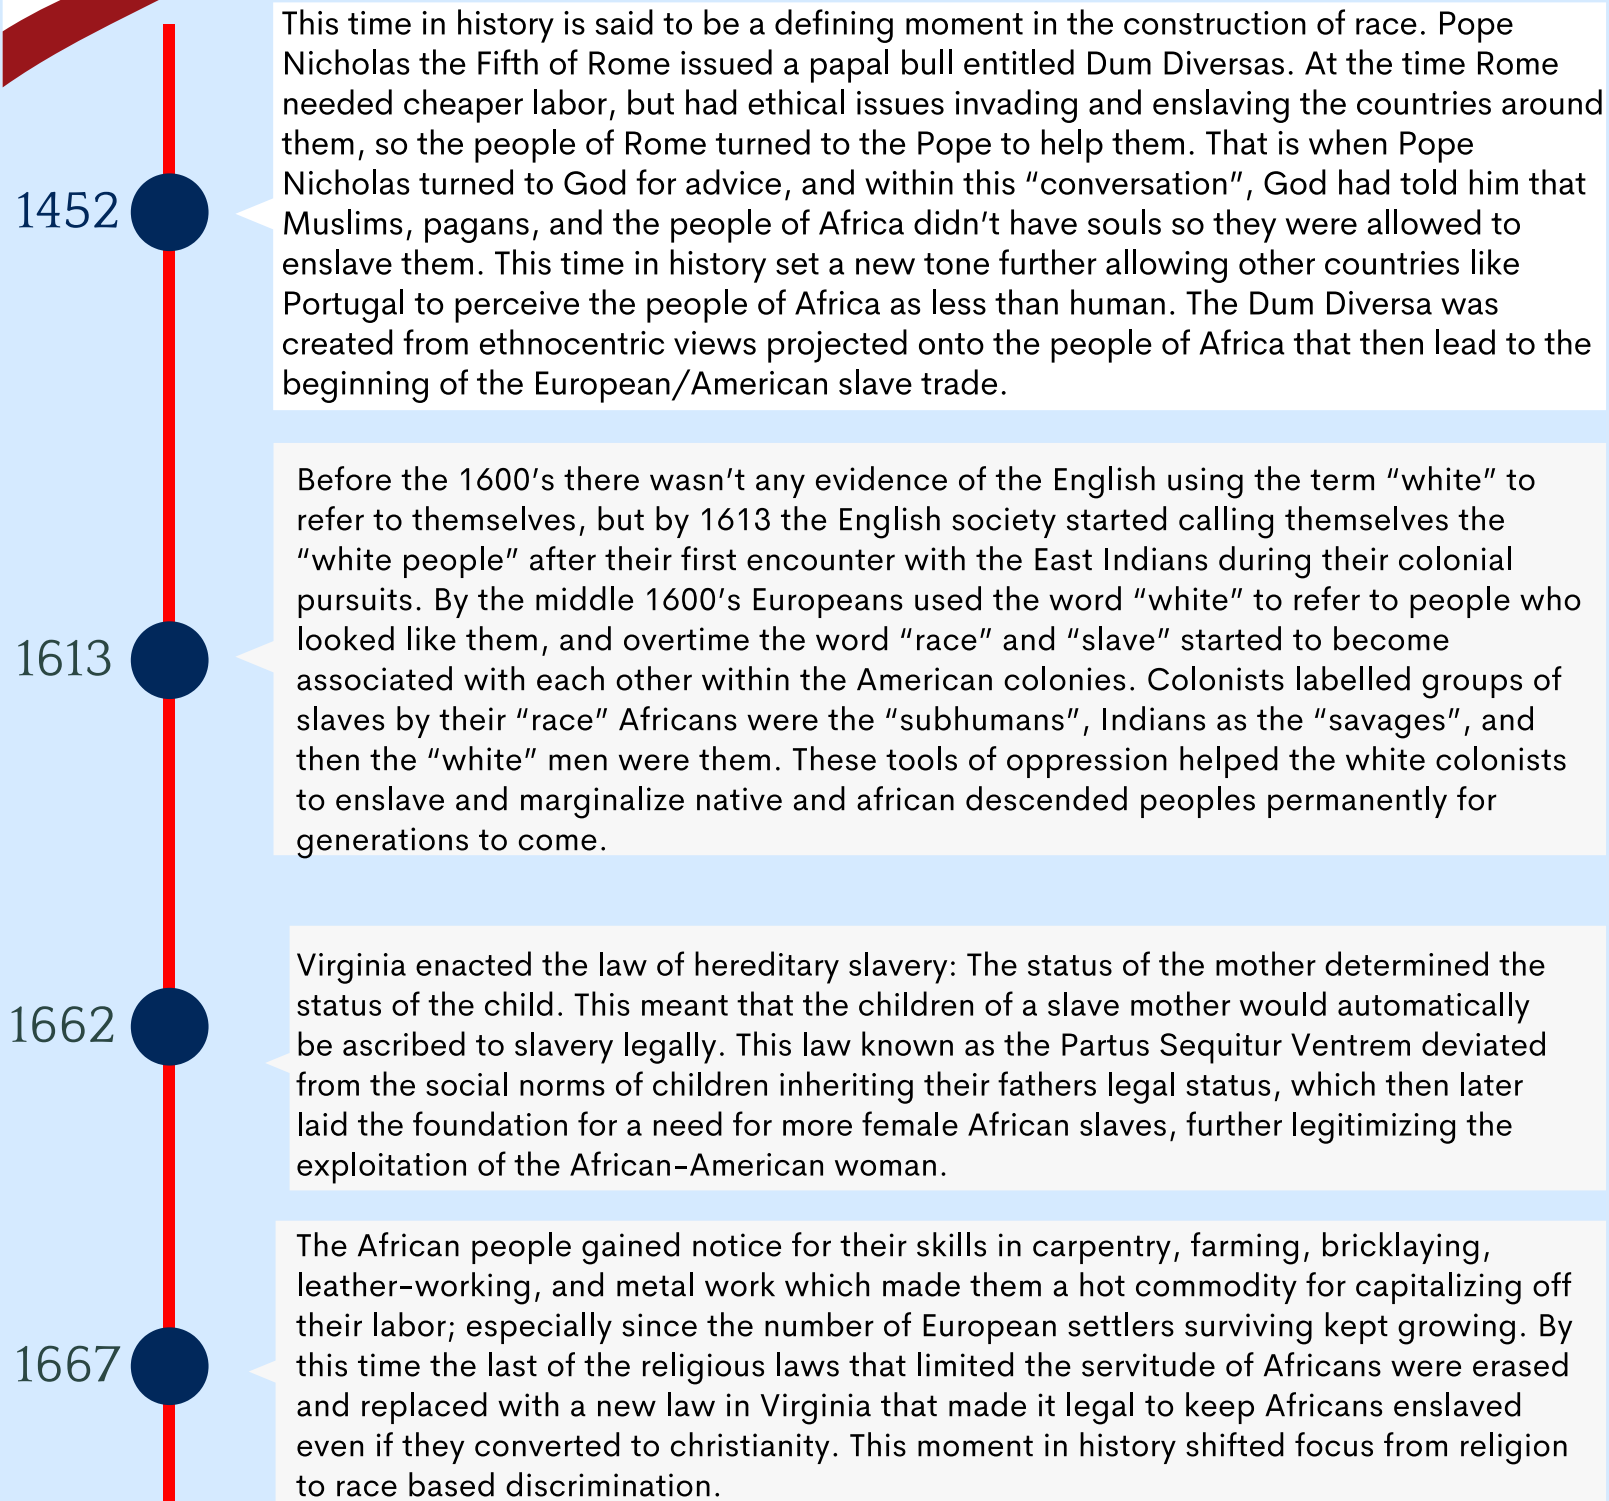 This time in history is said to be a defining moment in the construction of race. Pope
Nicholas the Fifth of Rome issued a papal bull entitled Dum Diversas. At the time Rome
needed cheaper labor, but had ethical issues invading and enslaving the countries around
them, so the people of Rome turned to the Pope to help them. That is when Pope
1452
Nicholas turned to God for advice, and within this “conversation”, God had told him that
Muslims, pagans, and the people of Africa didn’t have souls so they were allowed to
enslave them. This time in history set a new tone further allowing other countries like
Portugal to perceive the people of Africa as less than human. The Dum Diversa was
created from ethnocentric views projected onto the people of Africa that then lead to the
beginning of the European/American slave trade.
Before the 1600’s there wasn’t any evidence of the English using the term “white” to
refer to themselves, but by 1613 the English society started calling themselves the
“white people” after their first encounter with the East Indians during their colonial
pursuits. By the middle 1600’s Europeans used the word “white” to refer to people who
looked like them, and overtime the word “race” and “slave” started to become
1613
associated with each other within the American colonies. Colonists labelled groups of
slaves by their “race” Africans were the “subhumans”, Indians as the “savages”, and
then the “white” men were them. These tools of oppression helped the white colonists
to enslave and marginalize native and african descended peoples permanently for
generations to come.
Virginia enacted the law of hereditary slavery: The status of the mother determined the
status of the child. This meant that the children of a slave mother would automatically
1662
be ascribed to slavery legally. This law known as the Partus Sequitur Ventrem deviated
from the social norms of children inheriting their fathers legal status, which then later
laid the foundation for a need for more female African slaves, further legitimizing the
exploitation of the African-American woman.
The African people gained notice for their skills in carpentry, farming, bricklaying,
leather-working, and metal work which made them a hot commodity for capitalizing off
their labor; especially since the number of European settlers surviving kept growing. By
1667
this time the last of the religious laws that limited the servitude of Africans were erased
and replaced with a new law in Virginia that made it legal to keep Africans enslaved
even if they converted to christianity. This moment in history shifted focus from religion
to race based discrimination.